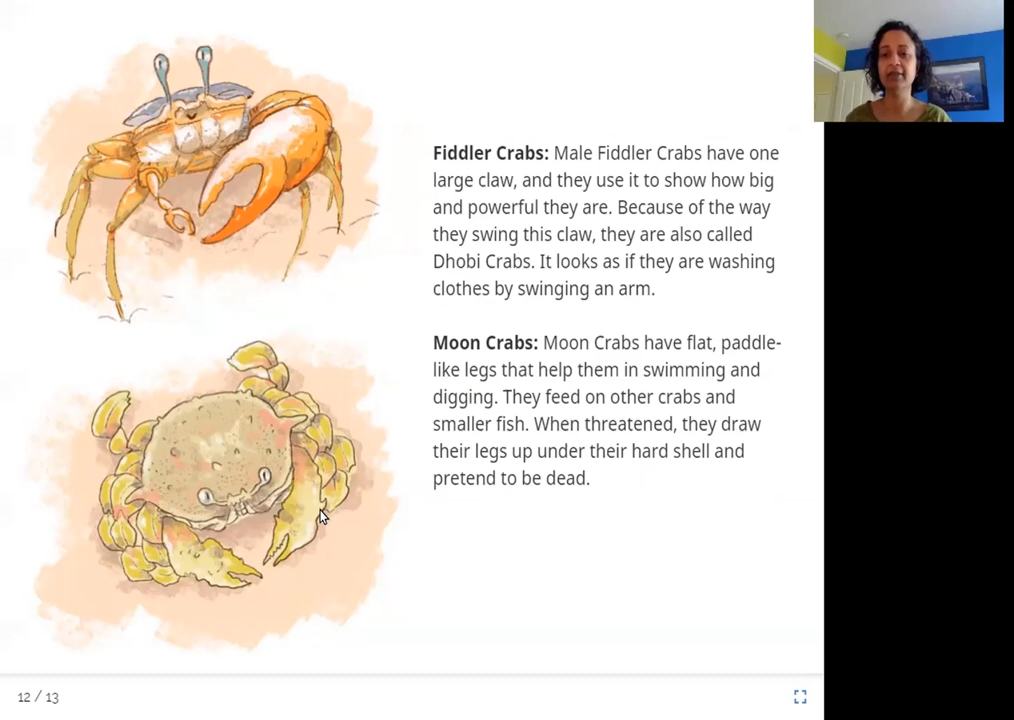 Fiddler Crabs: Male Fiddler Crabs have one
large claw, and they use it to show how big
and powerful they are. Because of the way
they swing this claw, they are also called
Dhobi Crabs. It looks as if they are washing
clothes by swinging an arm.
Moon Crabs: Moon Crabs have flat, paddle-
like legs that help them in swimming and
digging. They feed on other crabs and
smaller fish. When threatened, they draw
their legs up under their hard shell and
pretend to be dead.
12 / 13